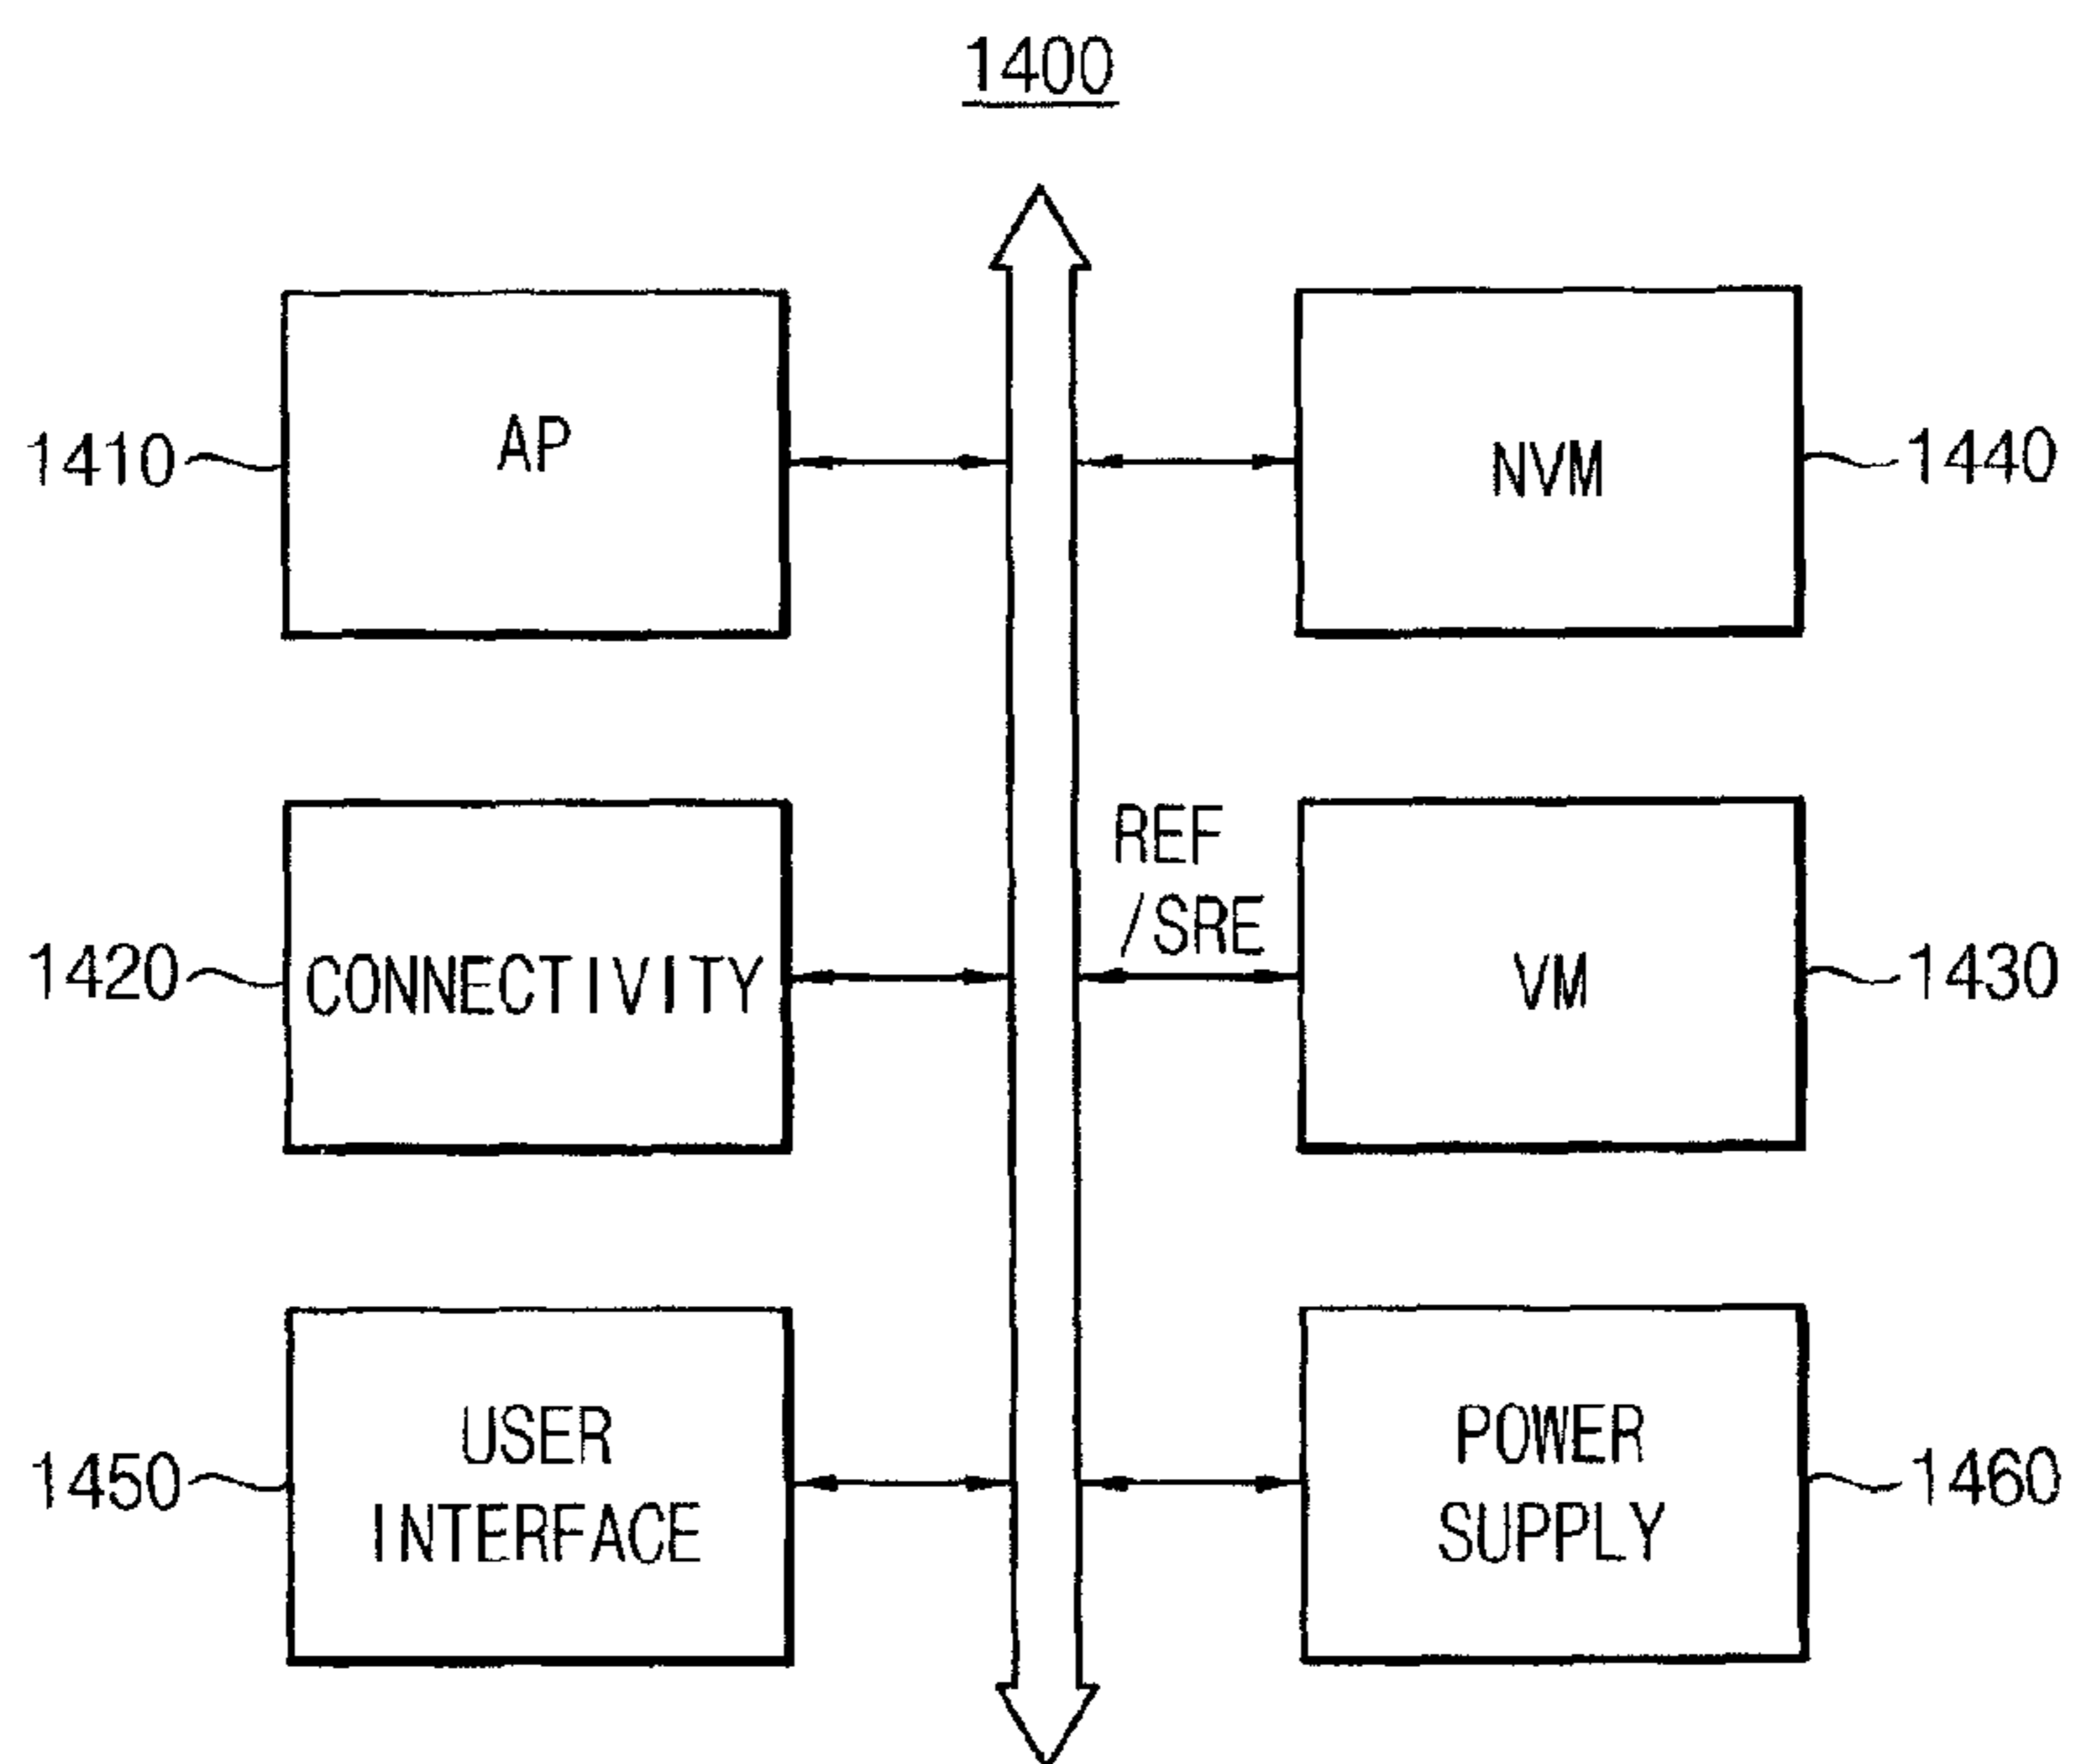 1400
1410
AP
NVM
1440
REF
/SRE
1420
CONNECTIVITY
VM
1430
1450
USER
INTERFACE
POWER
SUPPLY
1460